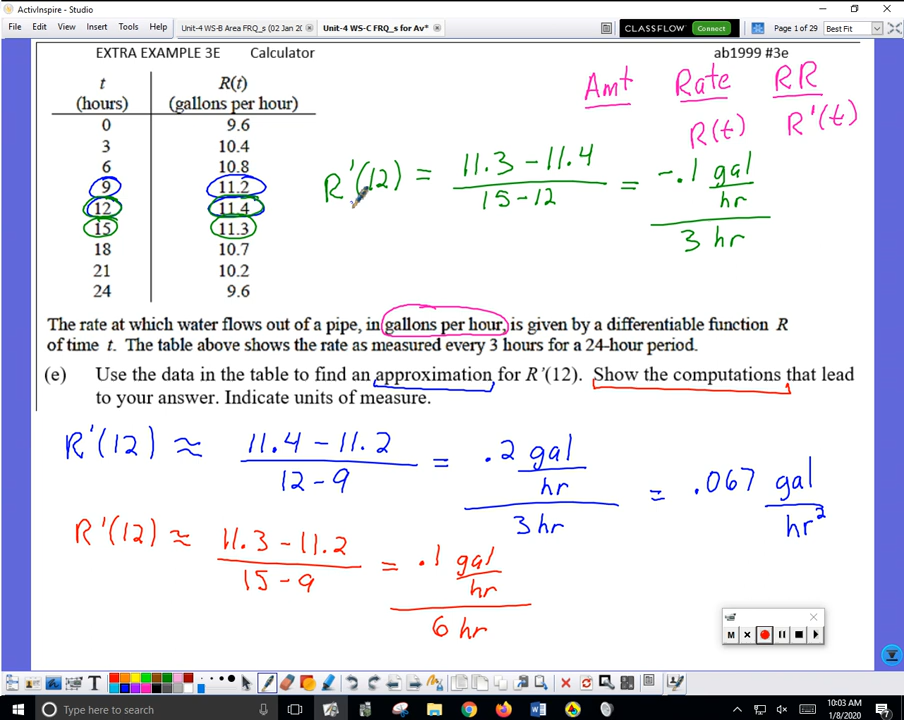 ActivInspire - Studio
File Edit View Insert Tools Help
Unit-4 WS-B Area FRQ_s (02 Jan 20
Unit-4 WS-C FRQ_s for Av*
CLASSFLOW Connect
Page 1 of 29
Best Fit
EXTRA EXAMPLE 3E Calculator ab1999 #3e
t R(t)
(hours) (gallons per hour)
0 9.6
3 10.4
6 10.8
9 11.2
12 11.4
15 11.3
18 10.7
21 10.2
24 9.6
Amt Rate RR
R(t) R'(t)
R'(12) = 11.3 - 11.4 / 15 - 12 = -.1 gal/hr / 3 hr
The rate at which water flows out of a pipe, in gallons per hour, is given by a differentiable function R
of time t. The table above shows the rate as measured every 3 hours for a 24-hour period.
(e) Use the data in the table to find an approximation for R'(12). Show the computations that lead
to your answer. Indicate units of measure.
R'(12) ≈ 11.4 - 11.2 / 12 - 9 = .2 gal/hr / 3 hr = .067 gal/hr²
R'(12) ≈ 11.3 - 11.2 / 15 - 9 = .1 gal/hr / 6 hr
M
T
10:03 AM
1/8/2020